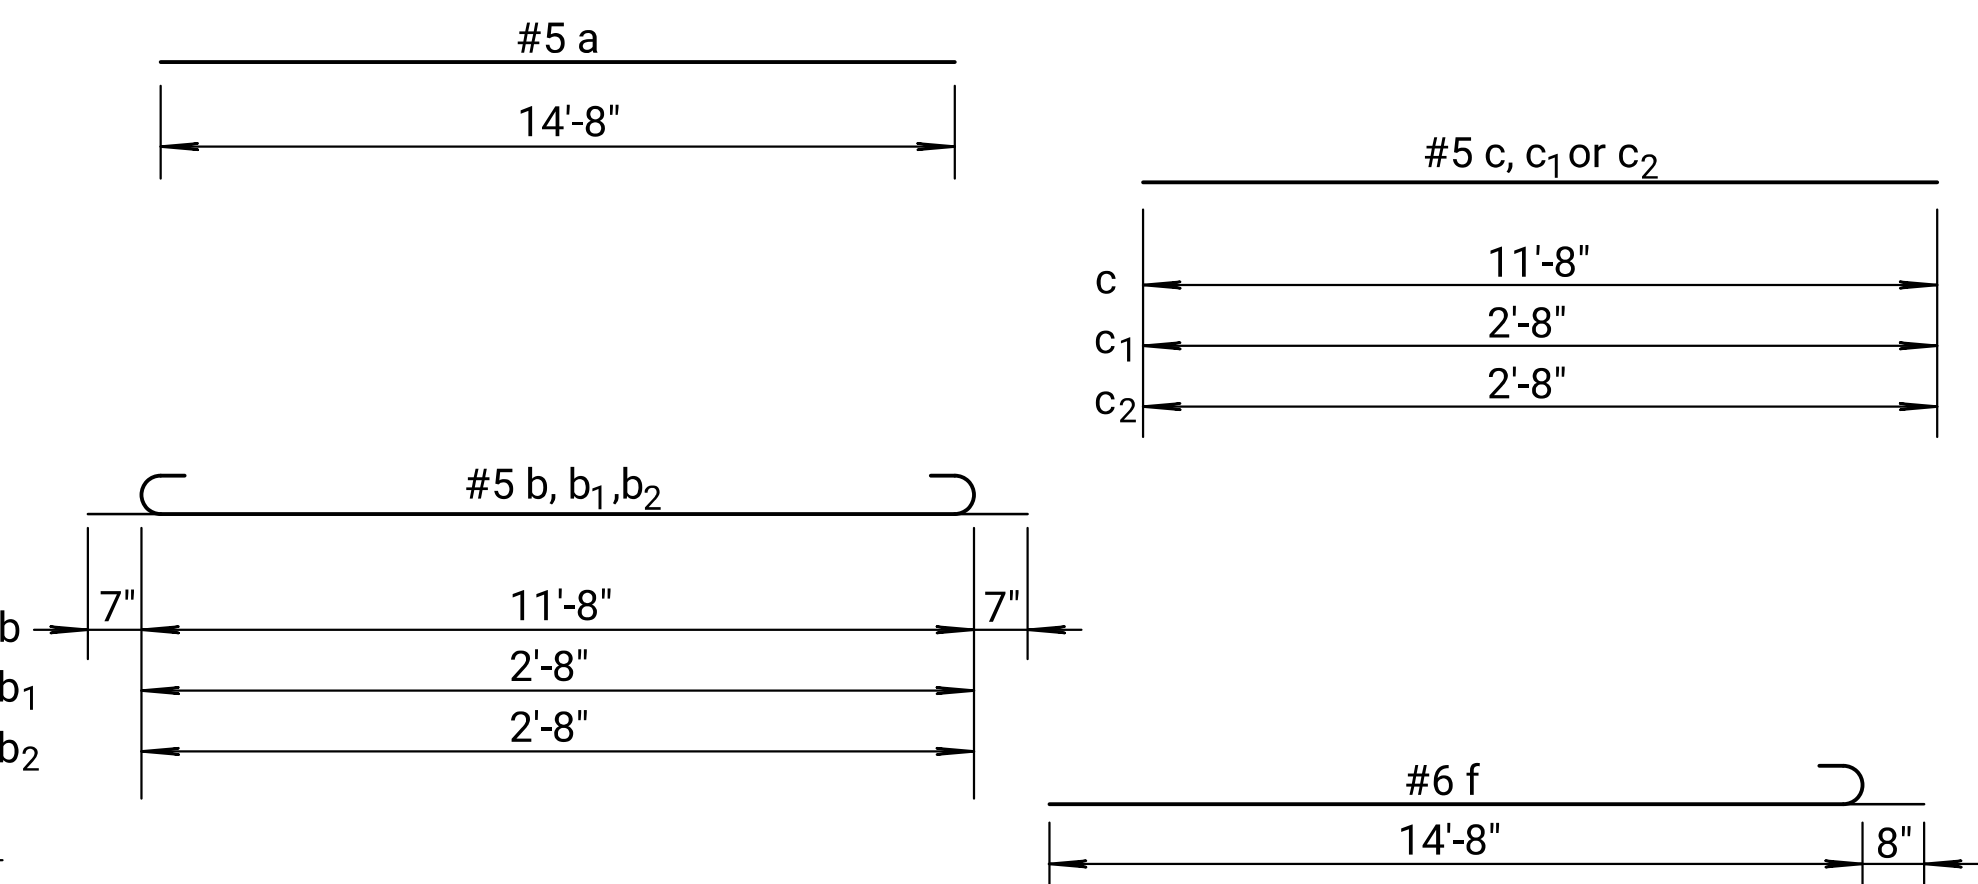 #5 a
14'-8"
#5 c, c₁ or c₂
c 11'-8"
c₁ 2'-8"
c₂ 2'-8"
#5 b, b₁,b₂
b 7" 11'-8" 7"
b₁ 2'-8"
b₂ 2'-8"
#6 f
14'-8" 8"